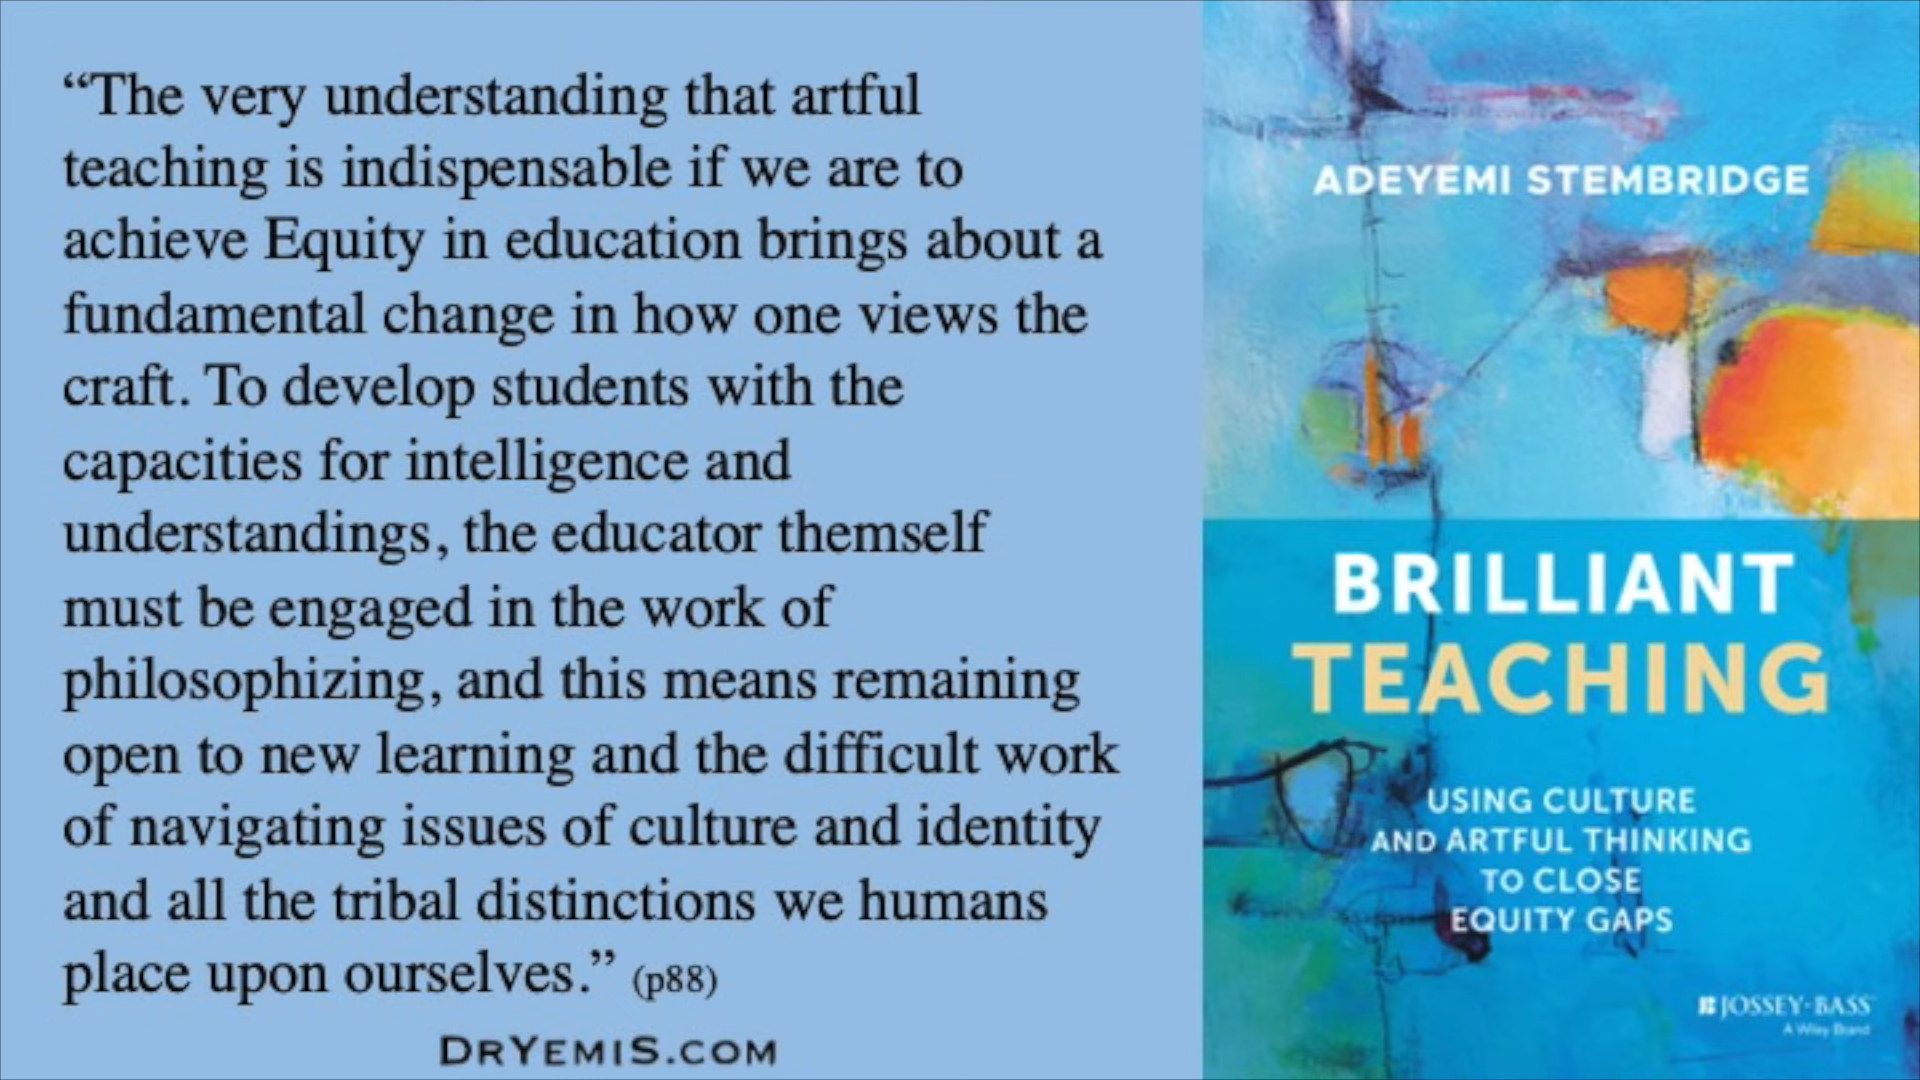 “The very understanding that artful
teaching is indispensable if we are to
achieve Equity in education brings about a
fundamental change in how one views the
craft. To develop students with the
capacities for intelligence and
understandings, the educator themself
must be engaged in the work of
philosophizing, and this means remaining
open to new learning and the difficult work
of navigating issues of culture and identity
and all the tribal distinctions we humans
place upon ourselves.” (p88)
DRYEMIS.COM
ADEYEMI STEMBRIDGE
BRILLIANT
TEACHING
USING CULTURE
AND ARTFUL THINKING
TO CLOSE
EQUITY GAPS
JOSSEY-BASS
A Wiley Brand